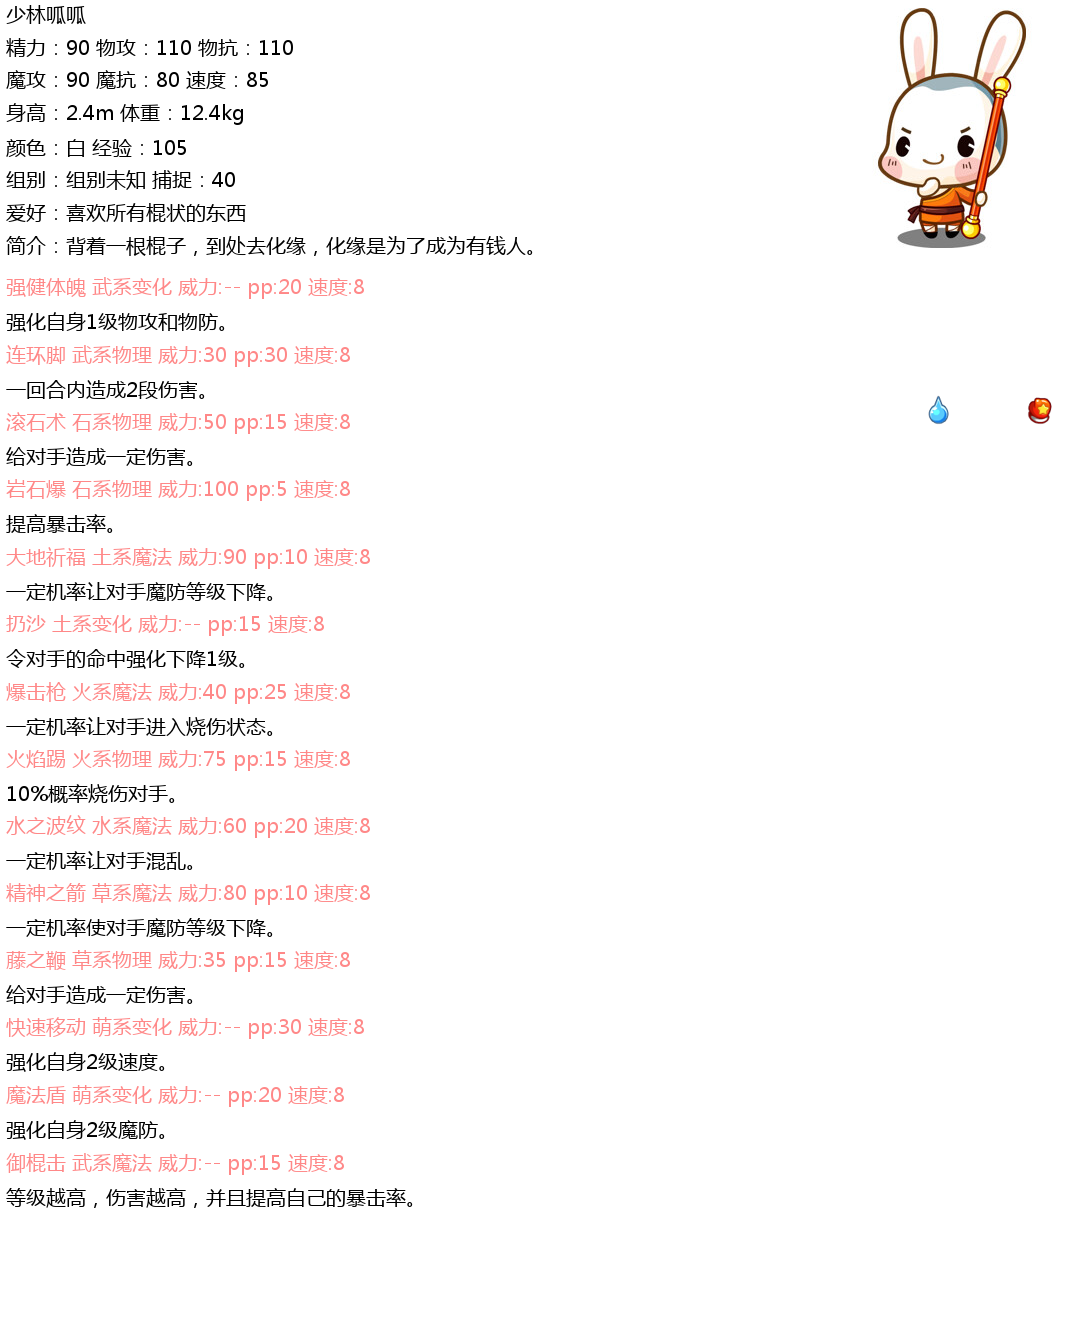 少林呱呱
精力：90 物攻：110 物抗：110
魔攻：90 魔抗：80 速度：85
身高：2.4m 体重：12.4kg
颜色：白 经验：105
组别：组别未知 捕捉：40
爱好：喜欢所有棍状的东西
简介：背着一根棍子，到处去化缘，化缘是为了成为有钱人。
强健体魄 武系变化 威力:-- pp:20 速度:8
强化自身1级物攻和物防。
连环脚 武系物理 威力:30 pp:30 速度:8
一回合内造成2段伤害。
滚石术 石系物理 威力:50 pp:15 速度:8
给对手造成一定伤害。
岩石爆 石系物理 威力:100 pp:5 速度:8
提高暴击率。
大地祈福 土系魔法 威力:90 pp:10 速度:8
一定机率让对手魔防等级下降。
扔沙 土系变化 威力:-- pp:15 速度:8
令对手的命中强化下降1级。
爆击枪 火系魔法 威力:40 pp:25 速度:8
一定机率让对手进入烧伤状态。
火焰踢 火系物理 威力:75 pp:15 速度:8
10%概率烧伤对手。
水之波纹 水系魔法 威力:60 pp:20 速度:8
一定机率让对手混乱。
精神之箭 草系魔法 威力:80 pp:10 速度:8
一定机率使对手魔防等级下降。
藤之鞭 草系物理 威力:35 pp:15 速度:8
给对手造成一定伤害。
快速移动 萌系变化 威力:-- pp:30 速度:8
强化自身2级速度。
魔法盾 萌系变化 威力:-- pp:20 速度:8
强化自身2级魔防。
御棍击 武系魔法 威力:-- pp:15 速度:8
等级越高，伤害越高，并且提高自己的暴击率。